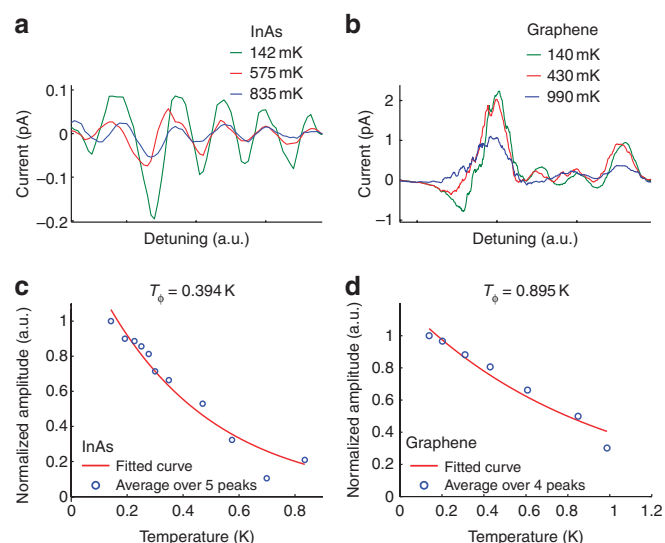 a
InAs
142 mK
575 mK
835 mK
0.1
0
–0.1
–0.2
Current (pA)
Detuning (a.u.)
b
Graphene
140 mK
430 mK
990 mK
2
1
0
–1
Current (pA)
Detuning (a.u.)
c
Tϕ = 0.394 K
1
0.8
0.6
0.4
0.2
0
Normalized amplitude (a.u.)
InAs
Fitted curve
Average over 5 peaks
0 0.2 0.4 0.6 0.8
Temperature (K)
d
Tϕ = 0.895 K
1
0.8
0.6
0.4
0.2
0
Normalized amplitude (a.u.)
Graphene
Fitted curve
Average over 4 peaks
0 0.2 0.4 0.6 0.8 1 1.2
Temperature (K)